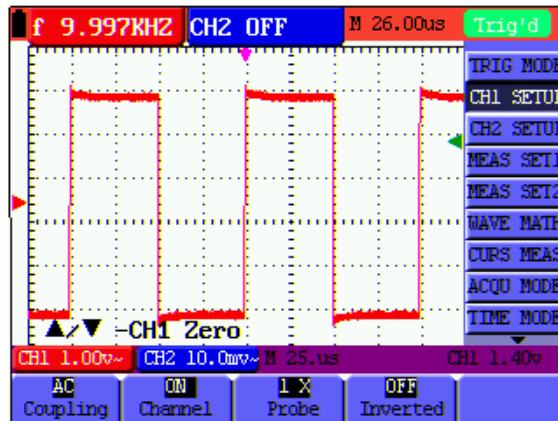 f 9.997KHZ CH2 OFF M 26.00us Trig'd
TRIG MODE
CH1 SETUP
CH2 SETUP
MEAS SET1
MEAS SET2
WAVE MATH
CURS MEAS
ACQU MODE
TIME MODE
▲/▼ -CH1 Zero
CH1 1.00v~ CH2 10.0mv~ M 25.us CH1 1.40v
AC ON 1 X OFF
Coupling Channel Probe Inverted